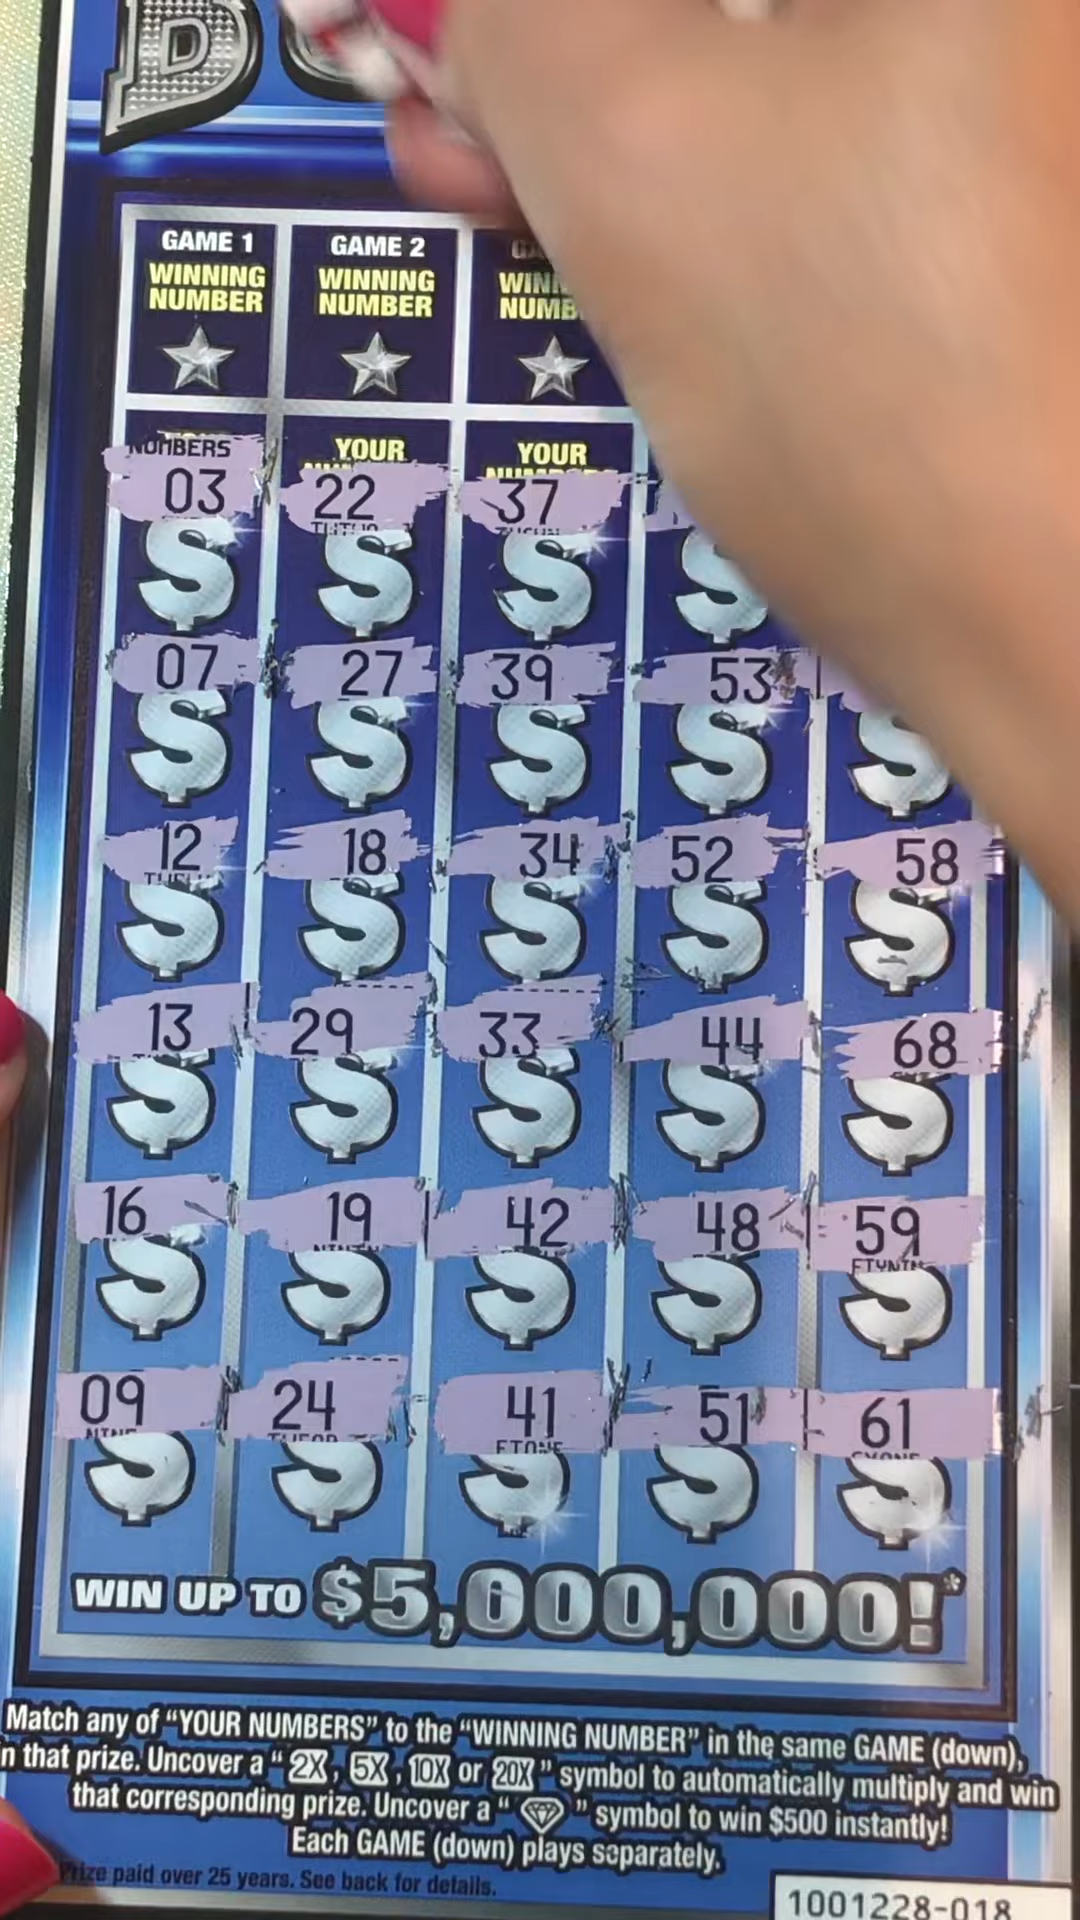 GAME 1 GAME 2
WINNING WINNING
NUMBER NUMBER
NUMBERS YOUR YOUR
03 22 37
07 27 39 53
12 18 34 52 58
13 29 33 44 68
16 19 42 48 59
09 24 41 51 61
NINE FTONE
WIN UP TO $5,000,000!*
Match any of “YOUR NUMBERS” to the “WINNING NUMBER” in the same GAME (down),
that prize. Uncover a “ 2X , 5X , 10X or 20X ” symbol to automatically multiply and win
that corresponding prize. Uncover a “ ” symbol to win $500 instantly!
Each GAME (down) plays separately.
Prize paid over 25 years. See back for details.
1001228-018